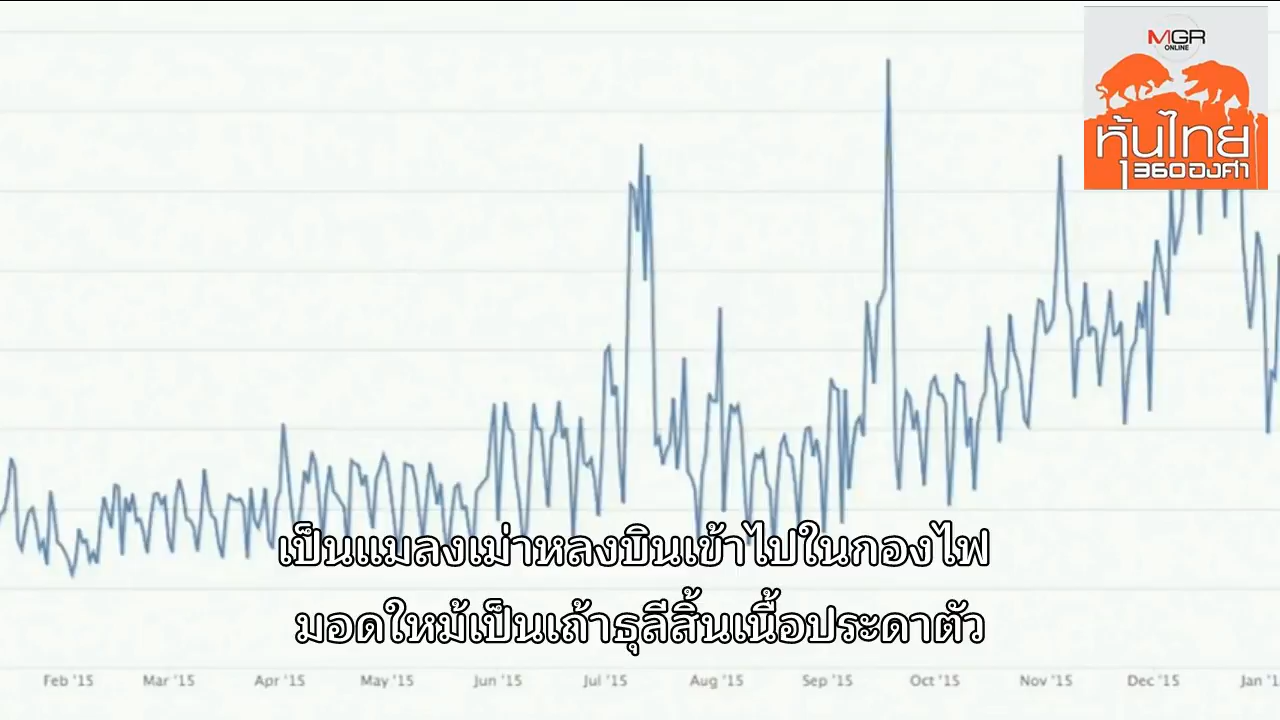 MGR
ONLINE
หุ้นไทย
360องศา
เป็นแมลงเม่าหลงบินเข้าไปในกองไฟ
มอดใหม้เป็นเถ้าธุลีสิ้นเนื้อประดาตัว
Feb '15 Mar '15 Apr '15 May '15 Jun '15 Jul '15 Aug '15 Sep '15 Oct '15 Nov '15 Dec '15 Jan '1